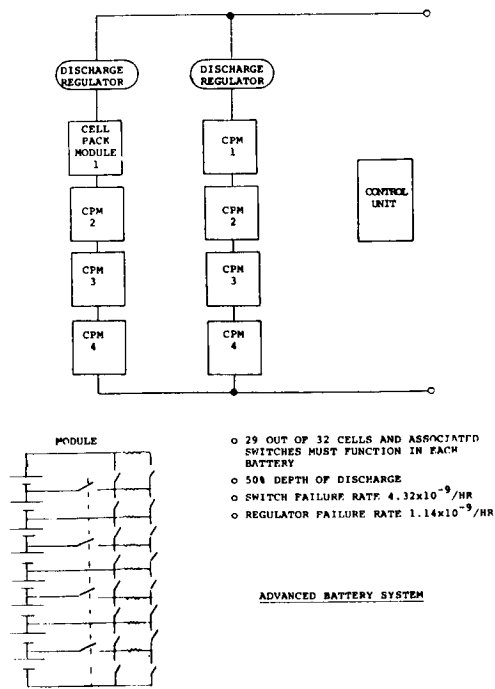 DISCHARGE
REGULATOR
DISCHARGE
REGULATOR
CELL
PACK
MODULE
1
CPM
1
CPM
2
CPM
2
CPM
3
CPM
3
CPM
4
CPM
4
CONTROL
UNIT
MODULE
o 29 OUT OF 32 CELLS AND ASSOCIATED
SWITCHES MUST FUNCTION IN EACH
BATTERY
o 50% DEPTH OF DISCHARGE
o SWITCH FAILURE RATE 4.32x10⁻⁹/HR
o REGULATOR FAILURE RATE 1.14x10⁻⁹/HR
ADVANCED BATTERY SYSTEM